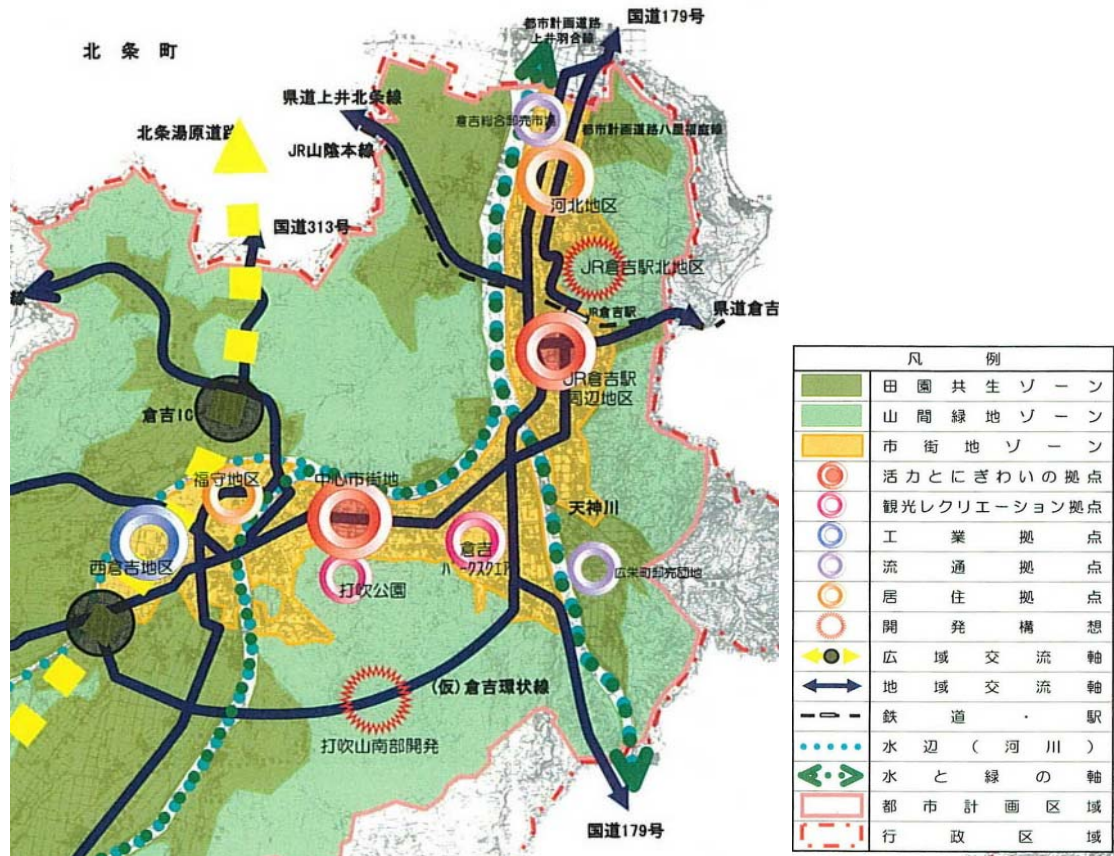 国道179号
都市計画道路
上井羽合線
北条町
県道上井北条線
倉吉総合卸売市場
都市計画道路八屋福庭線
北条湯原道路
JR山陰本線
河北地区
国道313号
JR倉吉駅北地区
線
JR倉吉駅
県道倉吉
JR倉吉駅
周辺地区
倉吉IC
福守地区
中心市街地
天神川
西倉吉地区
倉吉
パークスクエア
広栄町卸売団地
打吹公園
(仮)倉吉環状線
打吹山南部開発
国道179号
凡例
田園共生ゾーン
山間緑地ゾーン
市街地ゾーン
活力とにぎわいの拠点
観光レクリエーション拠点
工業拠点
流通拠点
居住拠点
開発構想
広域交流軸
地域交流軸
鉄道・駅
水辺(河川)
水と緑の軸
都市計画区域
行政区域